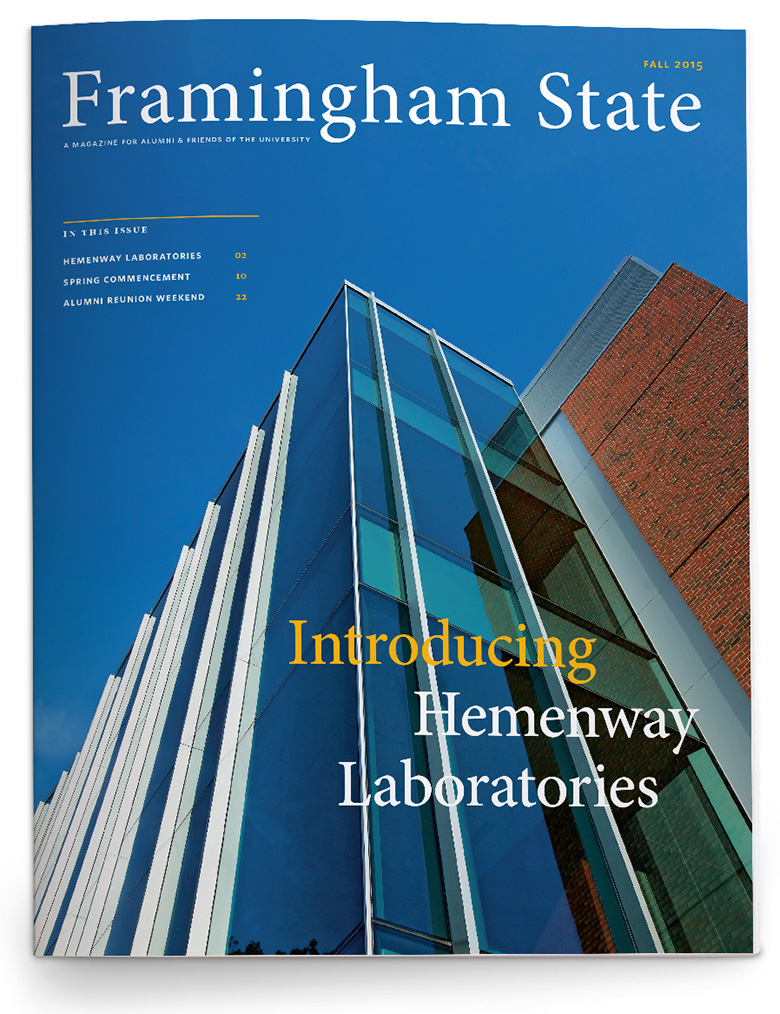 FALL 2015
Framingham State
A MAGAZINE FOR ALUMNI & FRIENDS OF THE UNIVERSITY
IN THIS ISSUE
HEMENWAY LABORATORIES 02
SPRING COMMENCEMENT 10
ALUMNI REUNION WEEKEND 22
Introducing
Hemenway
Laboratories